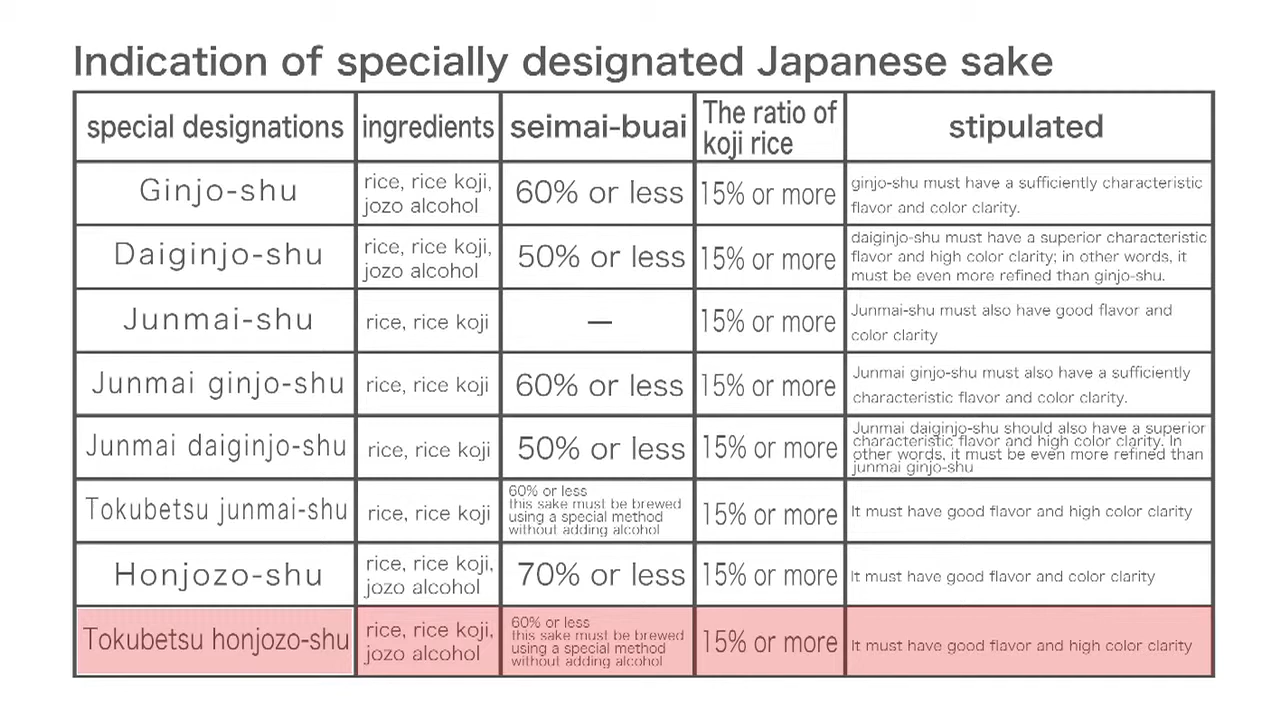 Indication of specially designated Japanese sake
special designations
ingredients
seimai-buai
The ratio of
koji rice
stipulated
Ginjo-shu
rice, rice koji,
jozo alcohol
60% or less
15% or more
ginjo-shu must have a sufficiently characteristic
flavor and color clarity.
Daiginjo-shu
rice, rice koji,
jozo alcohol
50% or less
15% or more
daiginjo-shu must have a superior characteristic
flavor and high color clarity; in other words, it
must be even more refined than ginjo-shu.
Junmai-shu
rice, rice koji
—
15% or more
Junmai-shu must also have good flavor and
color clarity
Junmai ginjo-shu
rice, rice koji
60% or less
15% or more
Junmai ginjo-shu must also have a sufficiently
characteristic flavor and color clarity.
Junmai daiginjo-shu
rice, rice koji
50% or less
15% or more
Junmai daiginjo-shu should also have a superior
characteristic flavor and high color clarity. In
other words, it must be even more refined than
junmai ginjo-shu
Tokubetsu junmai-shu
rice, rice koji
60% or less
this sake must be brewed
using a special method
without adding alcohol
15% or more
It must have good flavor and high color clarity
Honjozo-shu
rice, rice koji,
jozo alcohol
70% or less
15% or more
It must have good flavor and color clarity
Tokubetsu honjozo-shu
rice, rice koji,
jozo alcohol
60% or less
this sake must be brewed
using a special method
without adding alcohol
15% or more
It must have good flavor and high color clarity